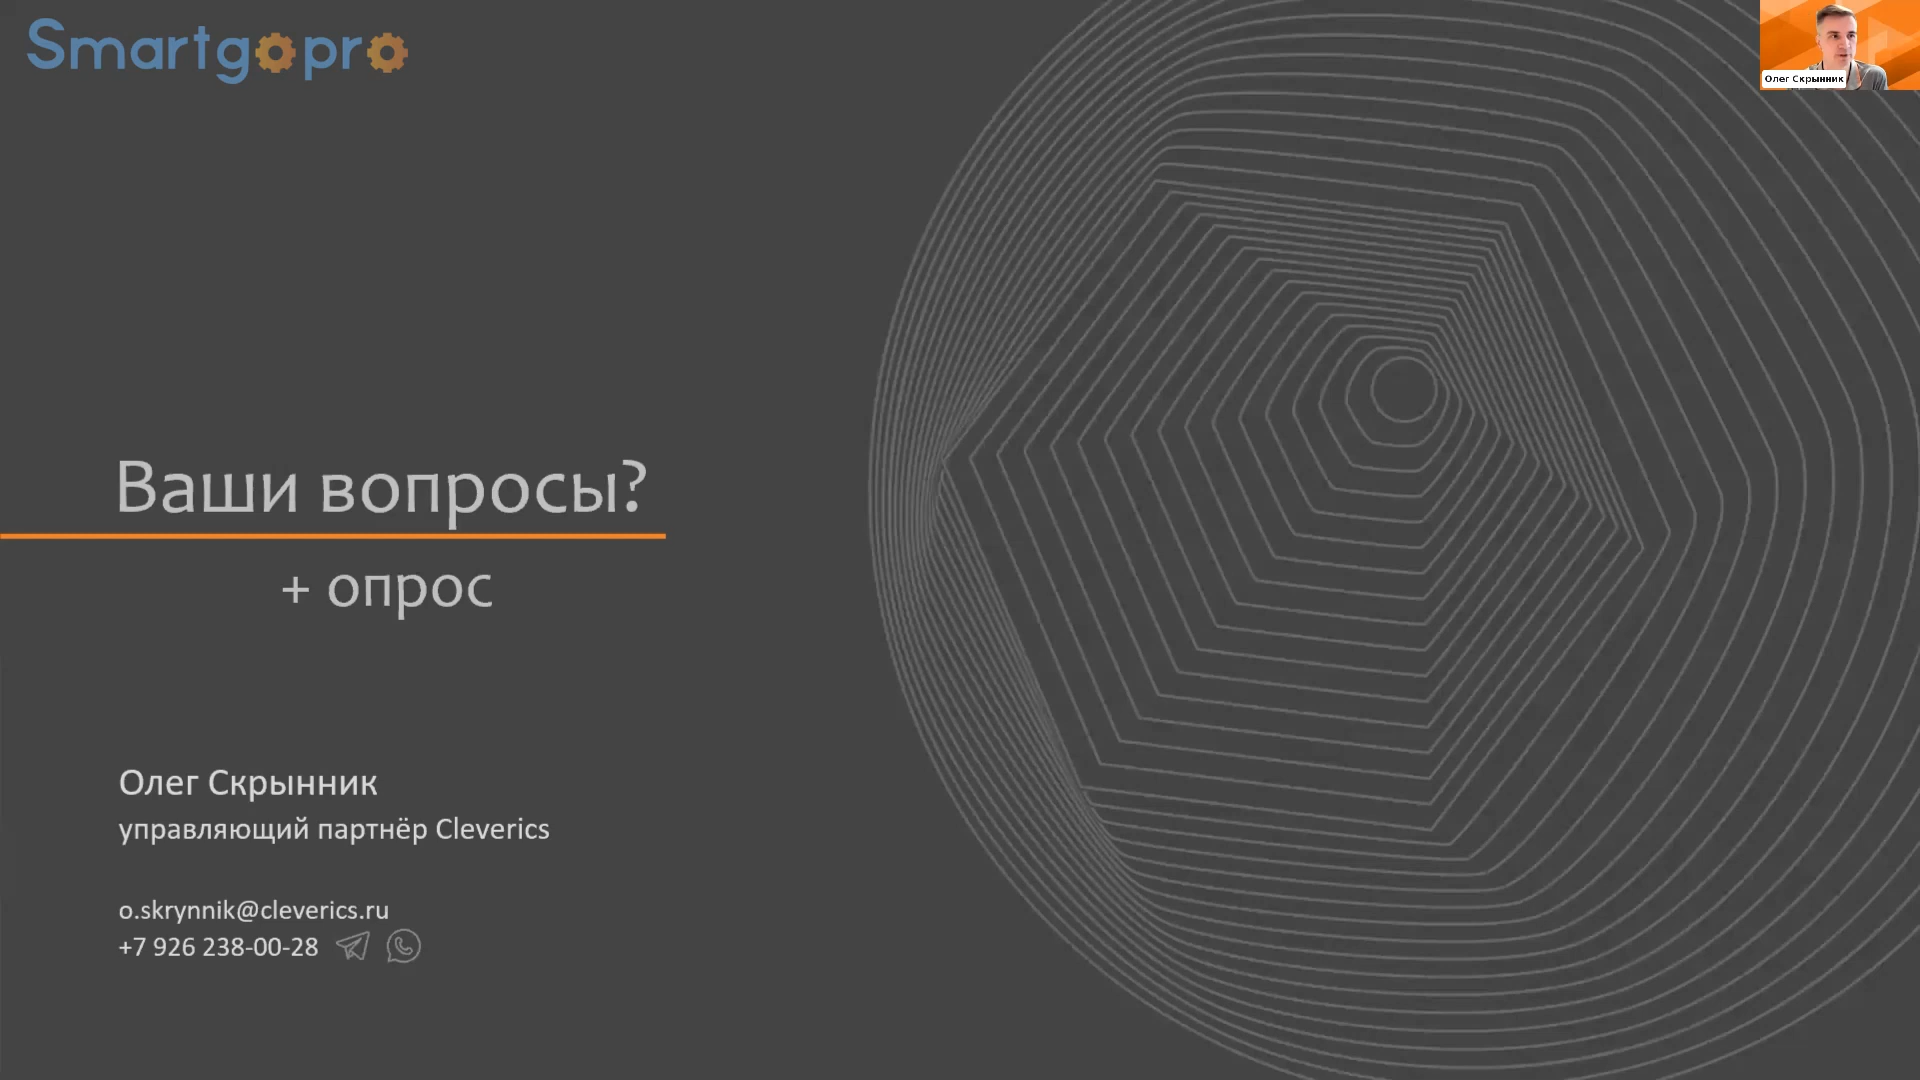 Smartgopro
Олег Скрынник
Ваши вопросы?
+ опрос
Олег Скрынник
управляющий партнёр Cleverics
o.skrynnik@cleverics.ru
+7 926 238-00-28